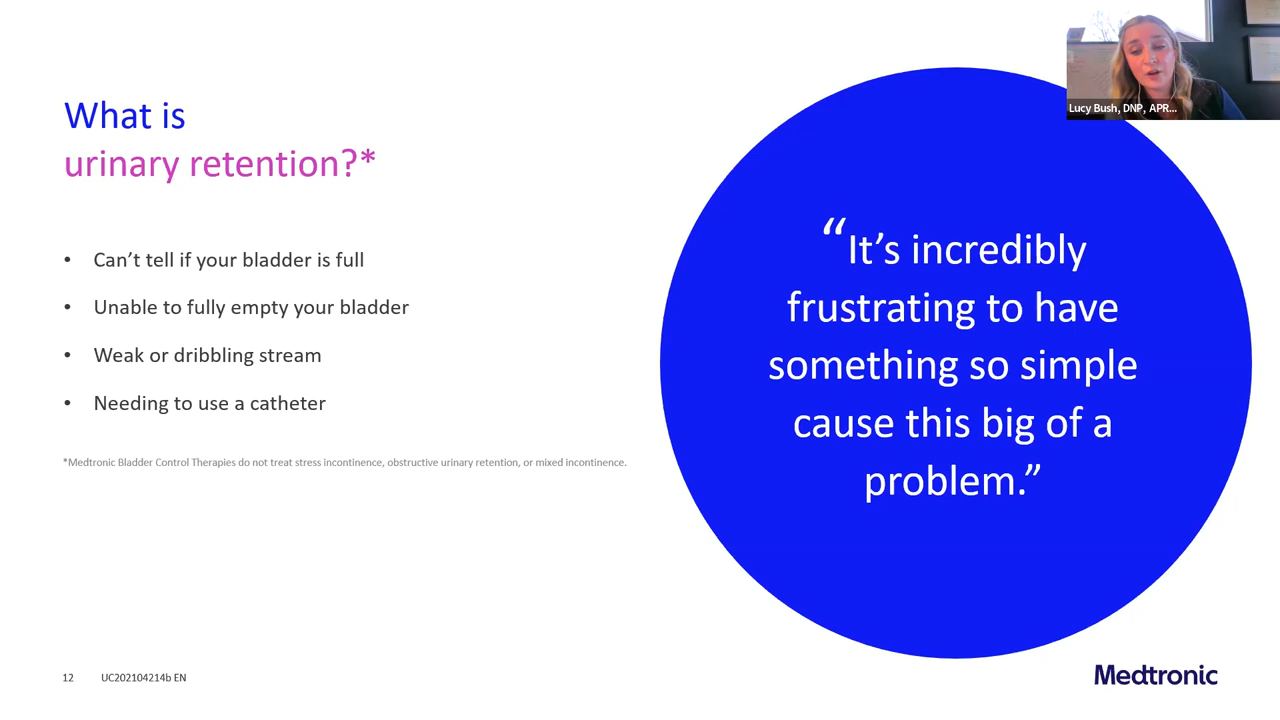 Lucy Bush, DNP, APR...
What is
urinary retention?*
• Can’t tell if your bladder is full
• Unable to fully empty your bladder
• Weak or dribbling stream
• Needing to use a catheter
*Medtronic Bladder Control Therapies do not treat stress incontinence, obstructive urinary retention, or mixed incontinence.
“It’s incredibly
frustrating to have
something so simple
cause this big of a
problem.”
12 UC202104214b EN
Medtronic